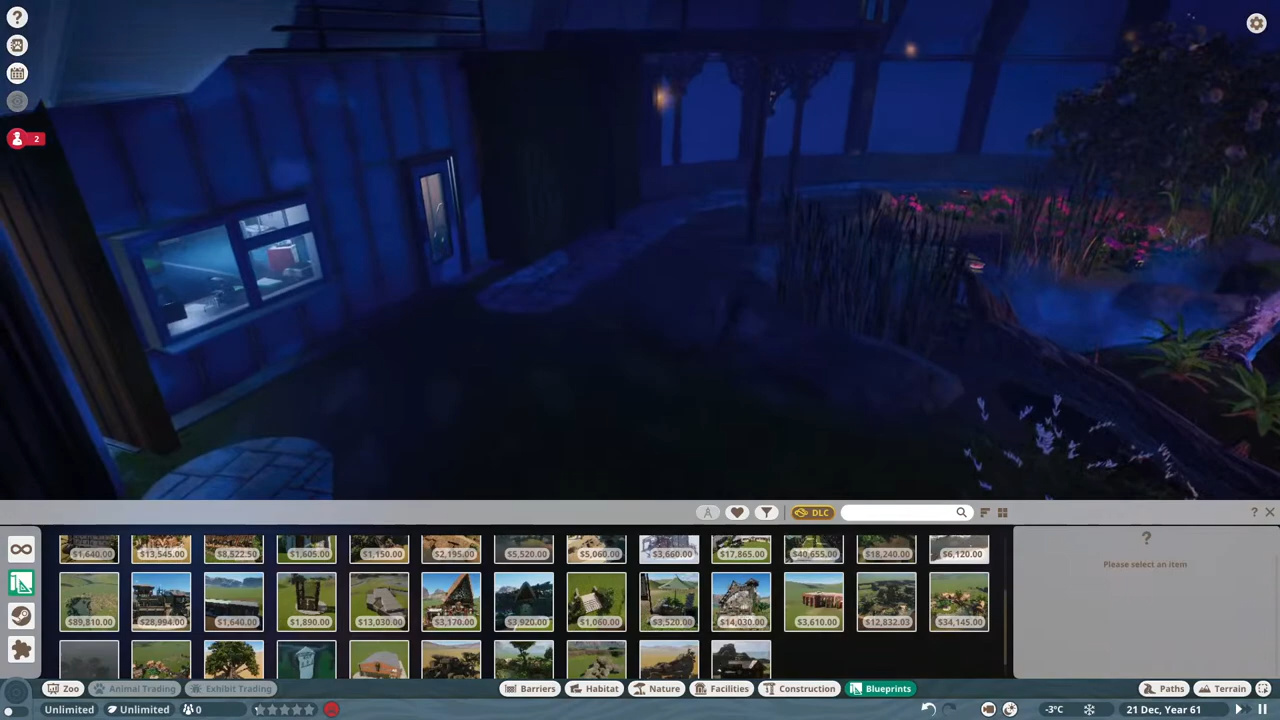 ?
2
DLC
? 
$1,640.00 $13,545.00 $8,522.50 $1,605.00 $1,150.00 $2,195.00 $5,520.00 $5,060.00 $3,660.00 $17,865.00 $40,655.00 $18,240.00 $6,120.00
?
Please select an item
$89,810.00 $28,994.00 $1,640.00 $1,890.00 $13,030.00 $3,170.00 $3,920.00 $1,060.00 $3,520.00 $14,030.00 $3,610.00 $12,832.03 $34,145.00
Zoo Animal Trading Exhibit Trading Barriers Habitat Nature Facilities Construction Blueprints Paths Terrain
Unlimited Unlimited 0 -3°C 21 Dec, Year 61